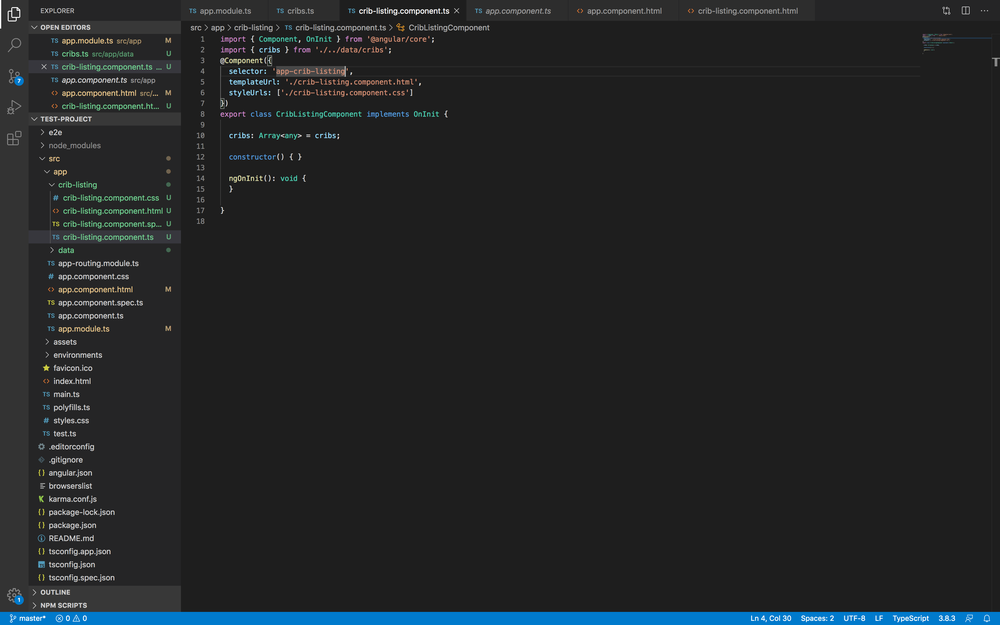 EXPLORER
OPEN EDITORS
TS app.module.ts src/app M
TS cribs.ts src/app/data U
TS crib-listing.component.ts ... U
TS app.component.ts src/app
<> app.component.html src/... M
<> crib-listing.component.ht... U
TEST-PROJECT
e2e
node_modules
src
app
crib-listing
# crib-listing.component.css U
<> crib-listing.component.html U
TS crib-listing.component.sp... U
TS crib-listing.component.ts U
data
TS app-routing.module.ts
# app.component.css
<> app.component.html M
TS app.component.spec.ts
TS app.component.ts
TS app.module.ts M
assets
environments
favicon.ico
<> index.html
TS main.ts
TS polyfills.ts
# styles.css
TS test.ts
.editorconfig
.gitignore
{} angular.json
browserslist
K karma.conf.js
{} package-lock.json
{} package.json
README.md
{} tsconfig.app.json
TS tsconfig.json
{} tsconfig.spec.json
OUTLINE
NPM SCRIPTS
7
1
TS app.module.ts
TS cribs.ts
TS crib-listing.component.ts
TS app.component.ts
<> app.component.html
<> crib-listing.component.html
src > app > crib-listing > TS crib-listing.component.ts > CribListingComponent
1 import { Component, OnInit } from '@angular/core';
2 import { cribs } from './../data/cribs';
3 @Component({
4 selector: 'app-crib-listing',
5 templateUrl: './crib-listing.component.html',
6 styleUrls: ['./crib-listing.component.css']
7 })
8 export class CribListingComponent implements OnInit {
9
10 cribs: Array<any> = cribs;
11
12 constructor() { }
13
14 ngOnInit(): void {
15 }
16
17 }
18
master* 0 0
Ln 4, Col 30 Spaces: 2 UTF-8 LF TypeScript 3.8.3